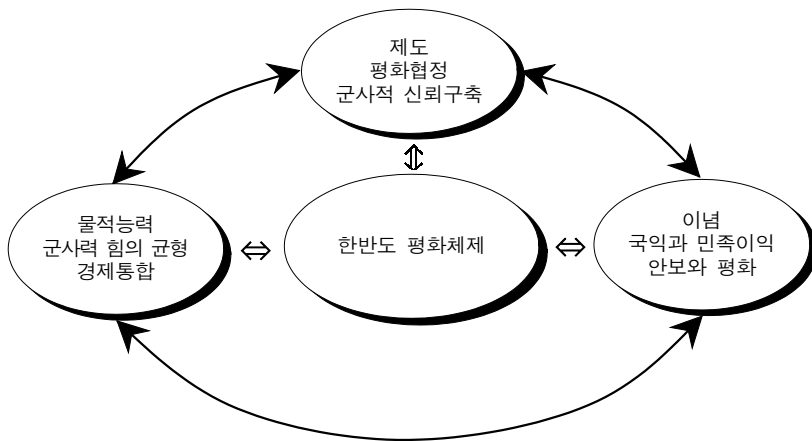 제도
평화협정
군사적 신뢰구축
물적능력
군사력 힘의 균형
경제통합
한반도 평화체제
이념
국익과 민족이익
안보와 평화